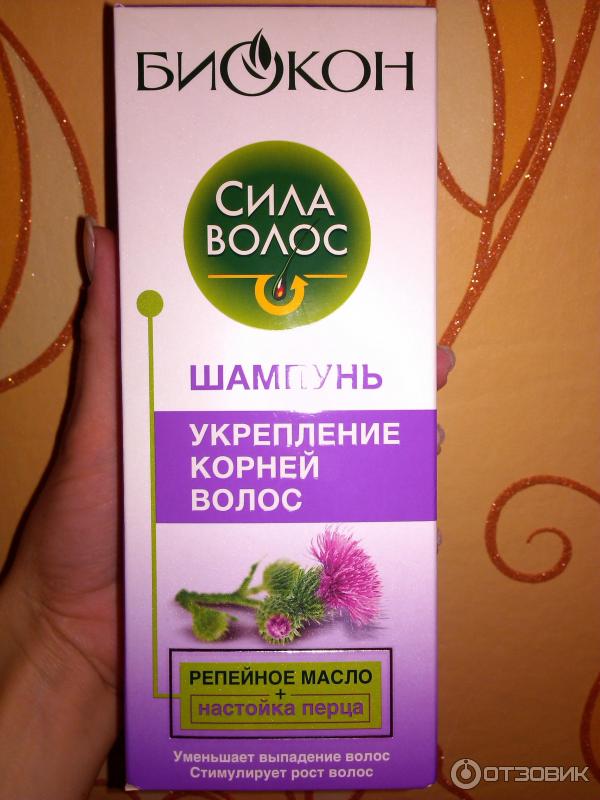 БИОКОН
СИЛА
ВОЛОС
ШАМПУНЬ
УКРЕПЛЕНИЕ
КОРНЕЙ
ВОЛОС
РЕПЕЙНОЕ МАСЛО
+
настойка перца
Уменьшает выпадение волос
Стимулирует рост волос
ОТЗОВИК